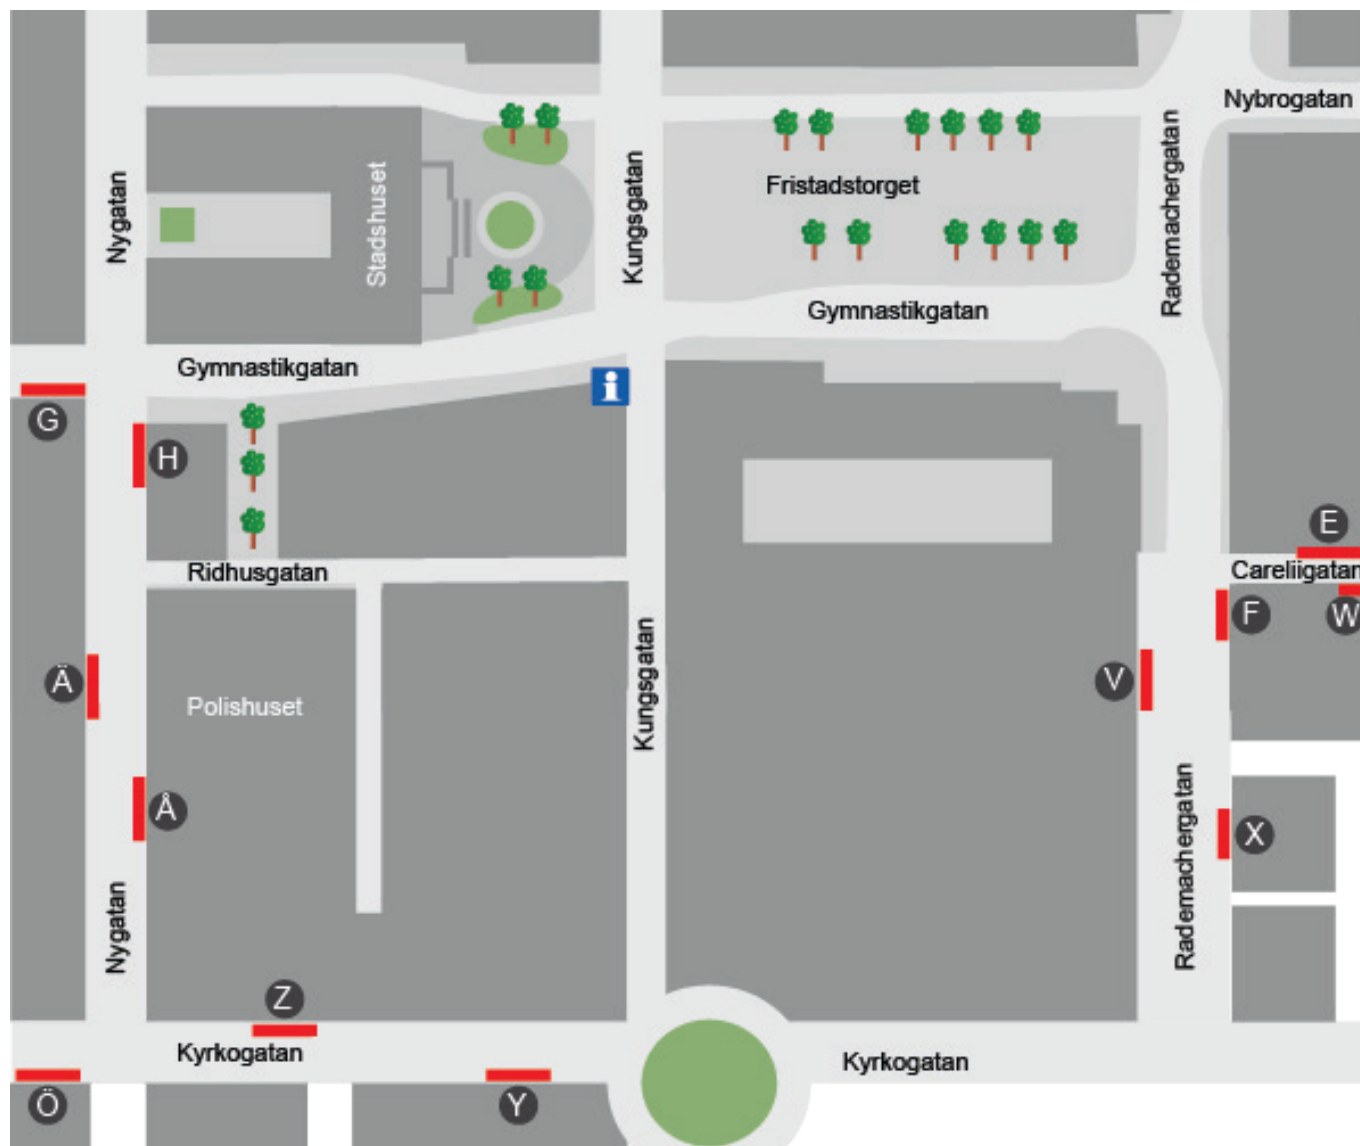 Nybrogatan
Rademachergatan
Fristadstorget
Nygatan
Stadshuset
Kungsgatan
Gymnastikgatan
Gymnastikgatan
i
G
H
E
Ridhusgatan
Careliigatan
F
W
Kungsgatan
Ä
V
Polishuset
Å
X
Rademachergatan
Nygatan
Z
Kyrkogatan
Kyrkogatan
Ö
Y